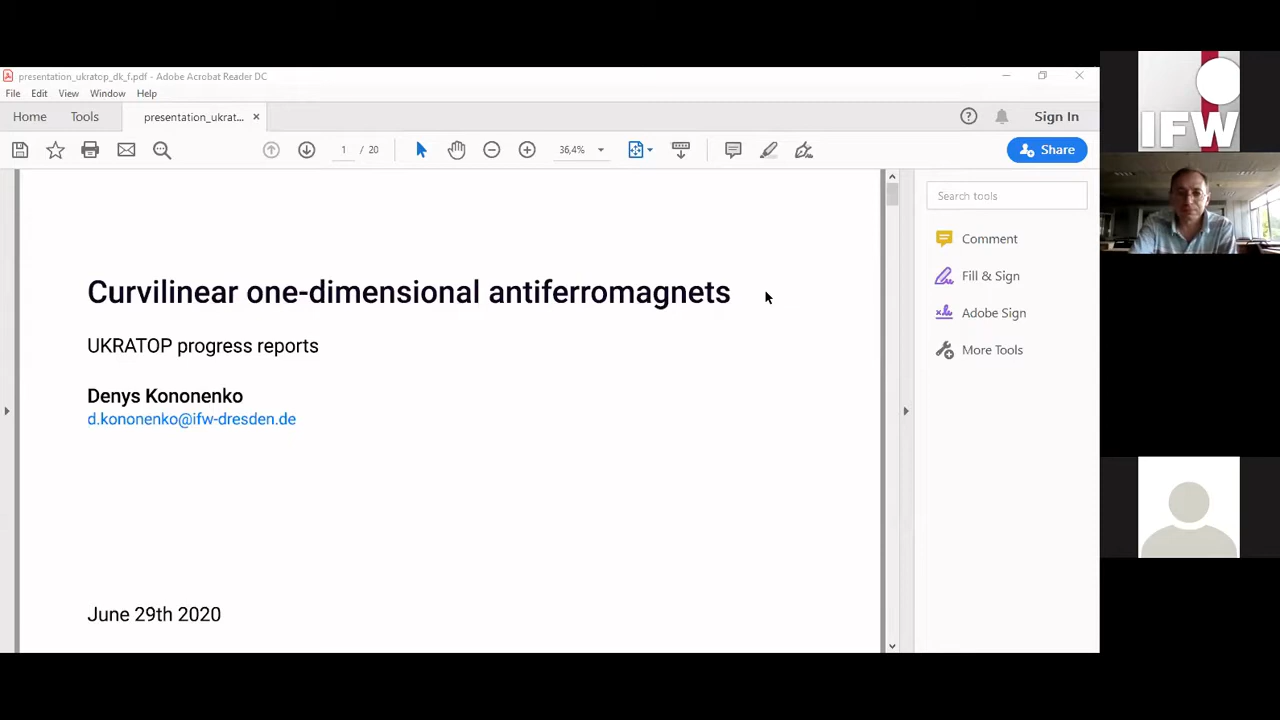 presentation_ukratop_dk_f.pdf - Adobe Acrobat Reader DC
File Edit View Window Help
Home Tools presentation_ukrat... ×
Sign In
1 / 20
36,4%
Share
Search tools
Comment
Fill & Sign
Adobe Sign
More Tools
Curvilinear one-dimensional antiferromagnets
UKRATOP progress reports
Denys Kononenko
d.kononenko@ifw-dresden.de
June 29th 2020
IFW